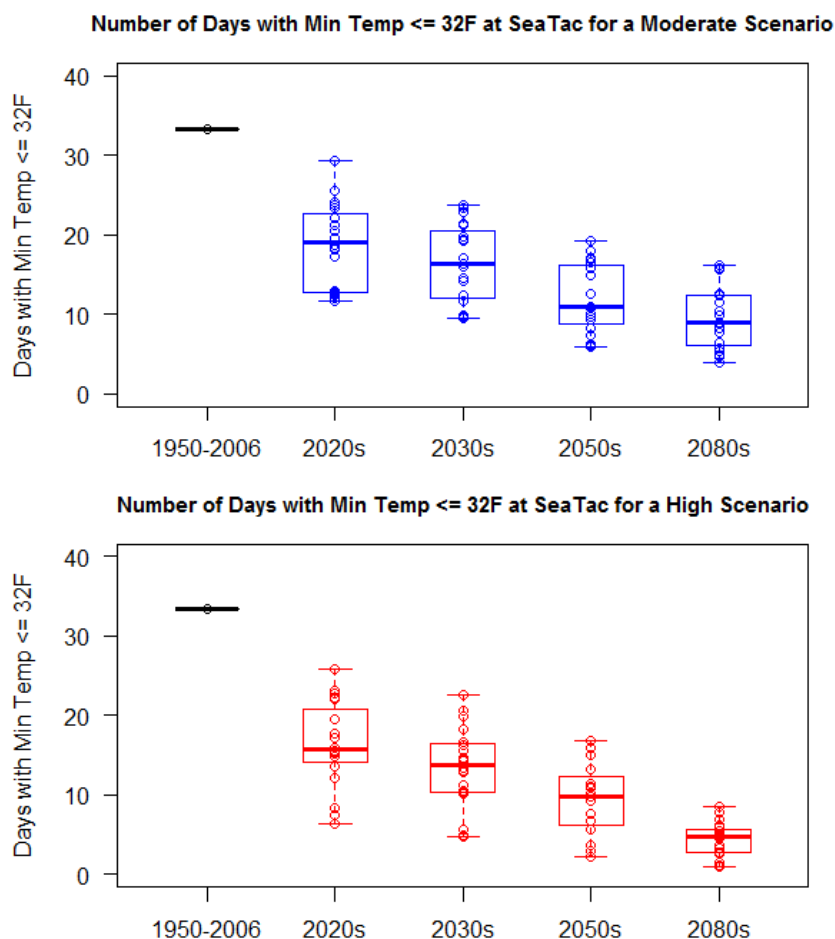 Number of Days with Min Temp <= 32F at SeaTac for a Moderate Scenario
Days with Min Temp <= 32F
40
30
20
10
0
1950-2006 2020s 2030s 2050s 2080s
Number of Days with Min Temp <= 32F at SeaTac for a High Scenario
Days with Min Temp <= 32F
40
30
20
10
0
1950-2006 2020s 2030s 2050s 2080s